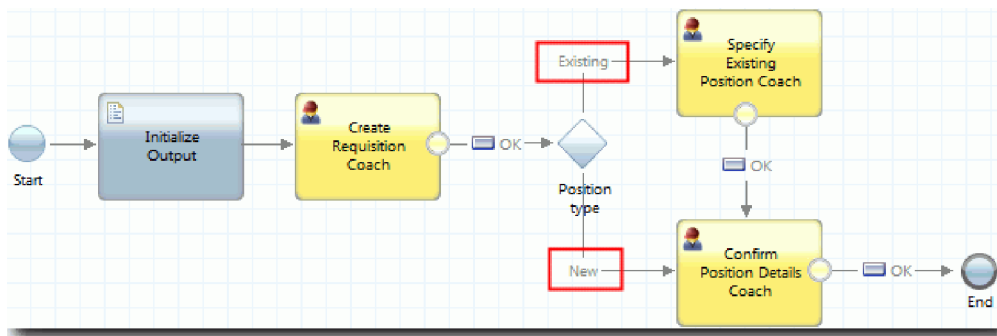 Start
Initialize
Output
Create
Requisition
Coach
OK
Position
type
Existing
New
Specify
Existing
Position Coach
OK
Confirm
Position Details
Coach
OK
End